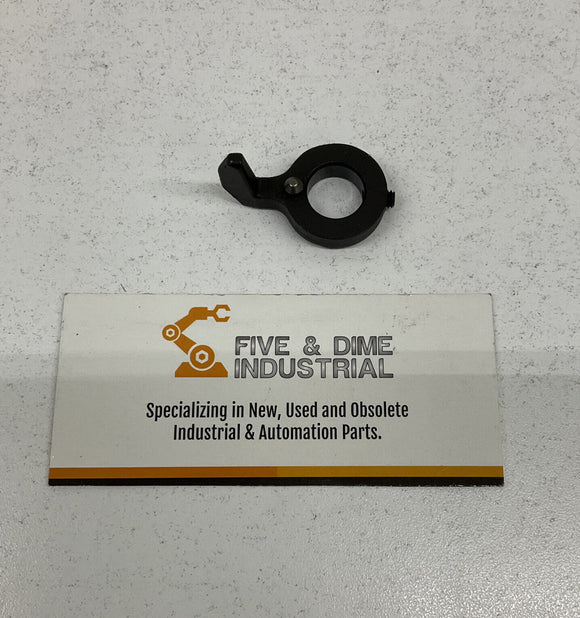 FIVE & DIME
INDUSTRIAL
Specializing in New, Used and Obsolete
Industrial & Automation Parts.